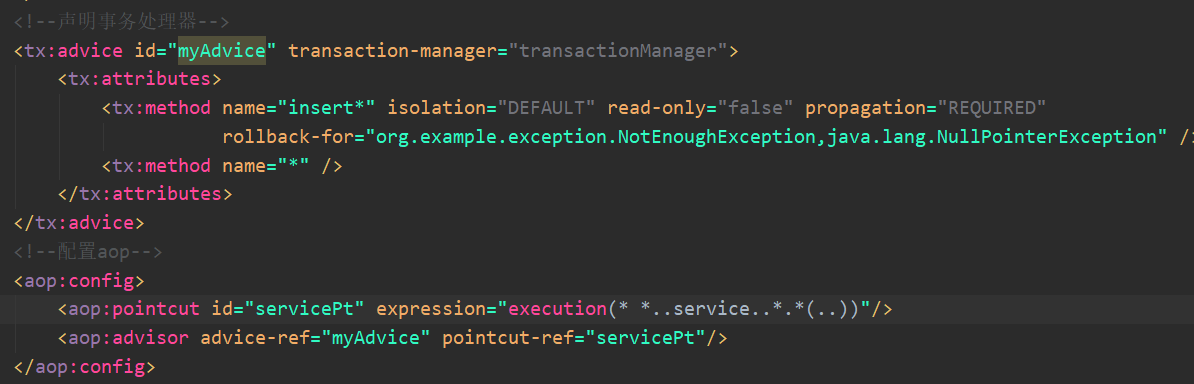 <!--声明事务处理器-->
<tx:advice id="myAdvice" transaction-manager="transactionManager">
<tx:attributes>
<tx:method name="insert*" isolation="DEFAULT" read-only="false" propagation="REQUIRED"
rollback-for="org.example.exception.NotEnoughException,java.lang.NullPointerException" />
<tx:method name="*" />
</tx:attributes>
</tx:advice>
<!--配置aop-->
<aop:config>
<aop:pointcut id="servicePt" expression="execution(* *..service..*.*(..))"/>
<aop:advisor advice-ref="myAdvice" pointcut-ref="servicePt"/>
</aop:config>